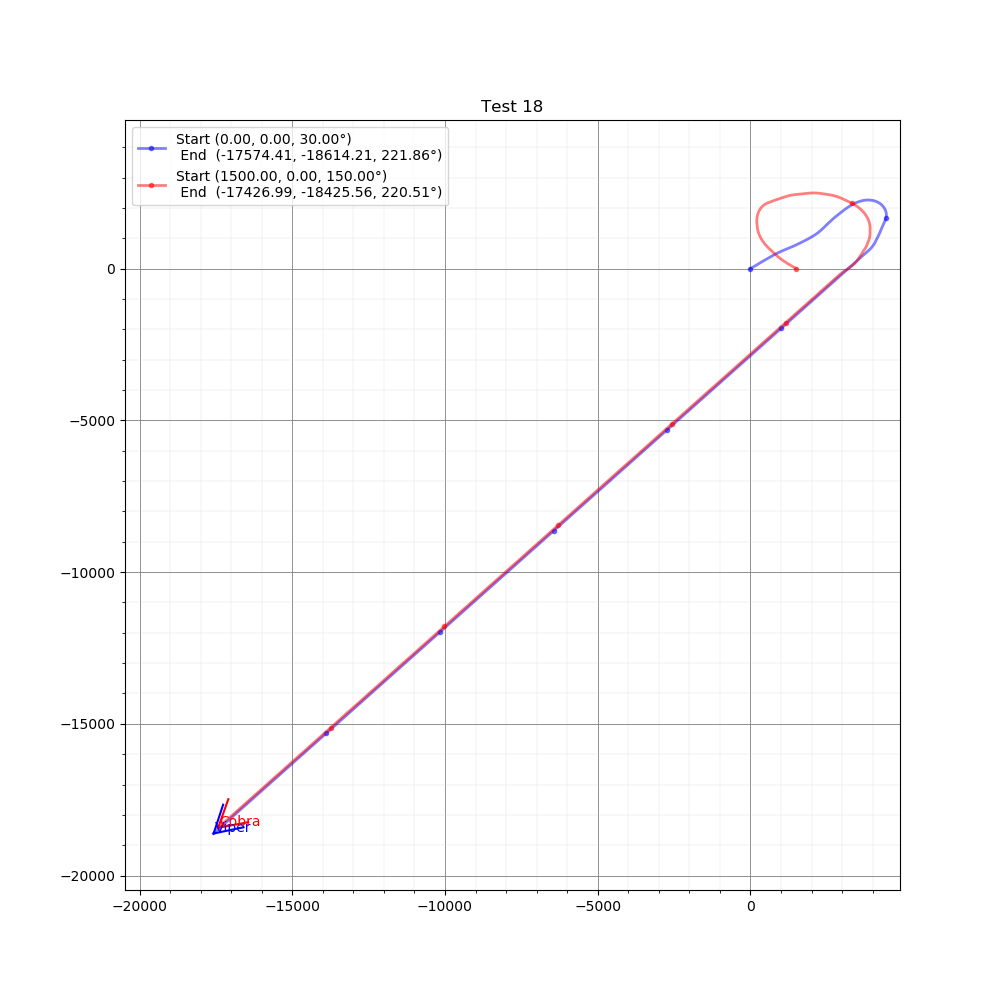 Test 18
Start (0.00, 0.00, 30.00°)
End  (-17574.41, -18614.21, 221.86°)
Start (1500.00, 0.00, 150.00°)
End  (-17426.99, -18425.56, 220.51°)
0
−5000
−10000
−15000
−20000
Cobra
−20000
−15000
−10000
−5000
0